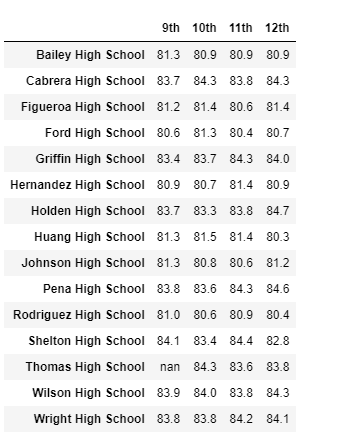 9th 10th 11th 12th
Bailey High School 81.3 80.9 80.9 80.9
Cabrera High School 83.7 84.3 83.8 84.3
Figueroa High School 81.2 81.4 80.6 81.4
Ford High School 80.6 81.3 80.4 80.7
Griffin High School 83.4 83.7 84.3 84.0
Hernandez High School 80.9 80.7 81.4 80.9
Holden High School 83.7 83.3 83.8 84.7
Huang High School 81.3 81.5 81.4 80.3
Johnson High School 81.3 80.8 80.6 81.2
Pena High School 83.8 83.6 84.3 84.6
Rodriguez High School 81.0 80.6 80.9 80.4
Shelton High School 84.1 83.4 84.4 82.8
Thomas High School nan 84.3 83.6 83.8
Wilson High School 83.9 84.0 83.8 84.3
Wright High School 83.8 83.8 84.2 84.1